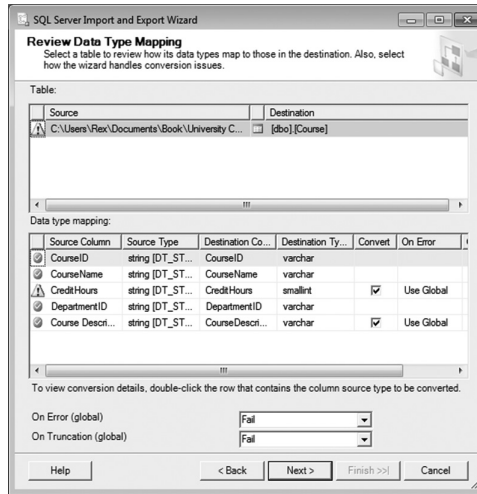 SQL Server Import and Export Wizard
Review Data Type Mapping
Select a table to review how its data types map to those in the destination. Also, select
how the wizard handles conversion issues.
Table:
Source Destination
C:\Users\Rex\Documents\Book\University C... [dbo].[Course]
Data type mapping:
Source Column Source Type Destination Co... Destination Ty... Convert On Error
CourseID string [DT_ST... CourseID varchar
CourseName string [DT_ST... CourseName varchar
CreditHours string [DT_ST... CreditHours smallint Use Global
DepartmentID string [DT_ST... DepartmentID varchar
Course Descri... string [DT_ST... CourseDescri... varchar Use Global
To view conversion details, double-click the row that contains the column source type to be converted.
On Error (global) Fail
On Truncation (global) Fail
Help < Back Next > Finish >>| Cancel